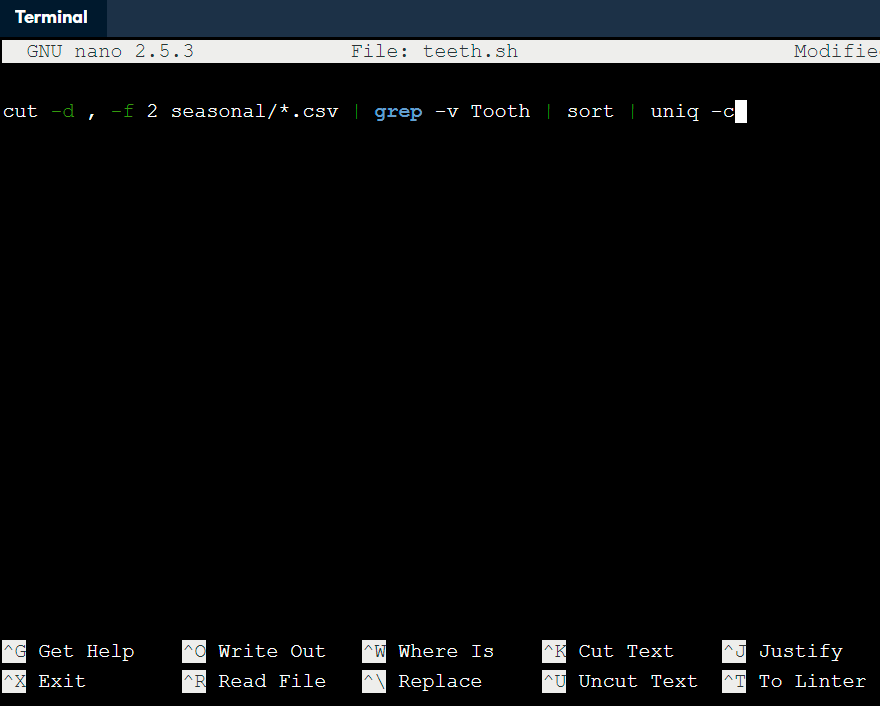 Terminal
GNU nano 2.5.3 File: teeth.sh Modifie
cut -d , -f 2 seasonal/*.csv | grep -v Tooth | sort | uniq -c
^G Get Help ^O Write Out ^W Where Is ^K Cut Text ^J Justify
^X Exit ^R Read File ^\ Replace ^U Uncut Text ^T To Linter